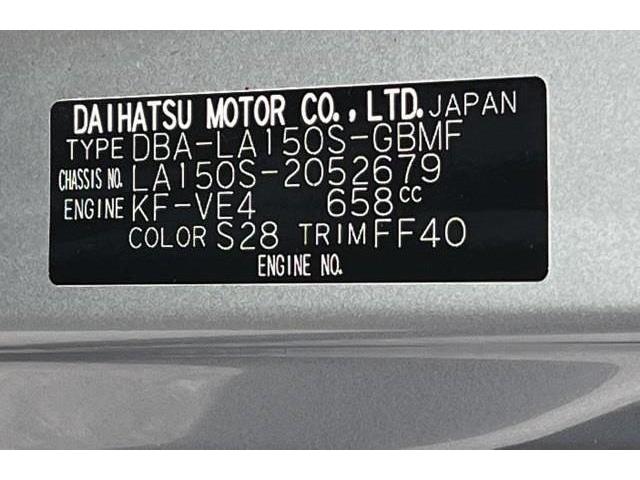 DAIHATSU MOTOR CO., LTD. JAPAN
TYPE DBA-LA150S-GBMF
CHASSIS NO. LA150S-2052679
ENGINE KF-VE4 658cc
COLOR S28 TRIM FF40
ENGINE NO.